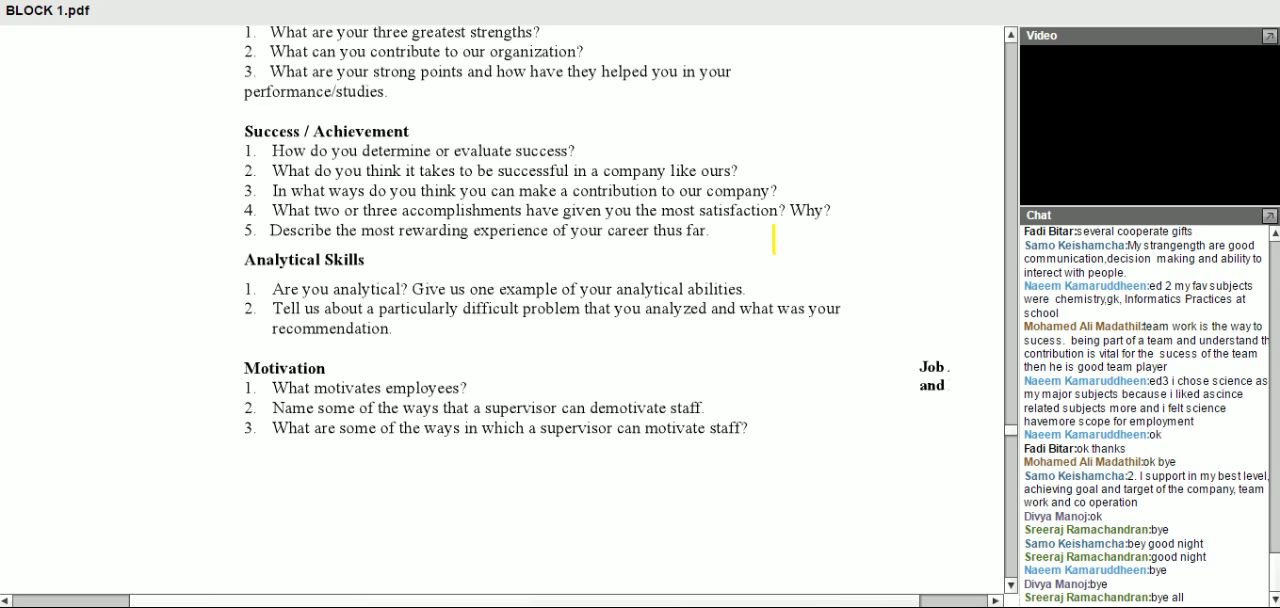 BLOCK 1.pdf
1. What are your three greatest strengths?
2. What can you contribute to our organization?
3. What are your strong points and how have they helped you in your
performance/studies.
Success / Achievement
1. How do you determine or evaluate success?
2. What do you think it takes to be successful in a company like ours?
3. In what ways do you think you can make a contribution to our company?
4. What two or three accomplishments have given you the most satisfaction? Why?
5. Describe the most rewarding experience of your career thus far.
Analytical Skills
1. Are you analytical? Give us one example of your analytical abilities.
2. Tell us about a particularly difficult problem that you analyzed and what was your
recommendation.
Motivation
Job .
and
1. What motivates employees?
2. Name some of the ways that a supervisor can demotivate staff.
3. What are some of the ways in which a supervisor can motivate staff?
Video
Chat
Fadi Bitar:several cooperate gifts
Samo Keishamcha:My strangength are good
communication,decision making and ability to
interect with people.
Naeem Kamaruddheen:ed 2 my fav subjects
were chemistry,gk, Informatics Practices at
school
Mohamed Ali Madathil:team work is the way to
sucess. being part of a team and understand th
contribution is vital for the sucess of the team
then he is good team player
Naeem Kamaruddheen:ed3 i chose science as
my major subjects because i liked ascince
related subjects more and i felt science
havemore scope for employment
Naeem Kamaruddheen:ok
Fadi Bitar:ok thanks
Mohamed Ali Madathil:ok bye
Samo Keishamcha:2. I support in my best level,
achieving goal and target of the company, team
work and co operation
Divya Manoj:ok
Sreeraj Ramachandran:bye
Samo Keishamcha:bey good night
Sreeraj Ramachandran:good night
Naeem Kamaruddheen:bye
Divya Manoj:bye
Sreeraj Ramachandran:bye all